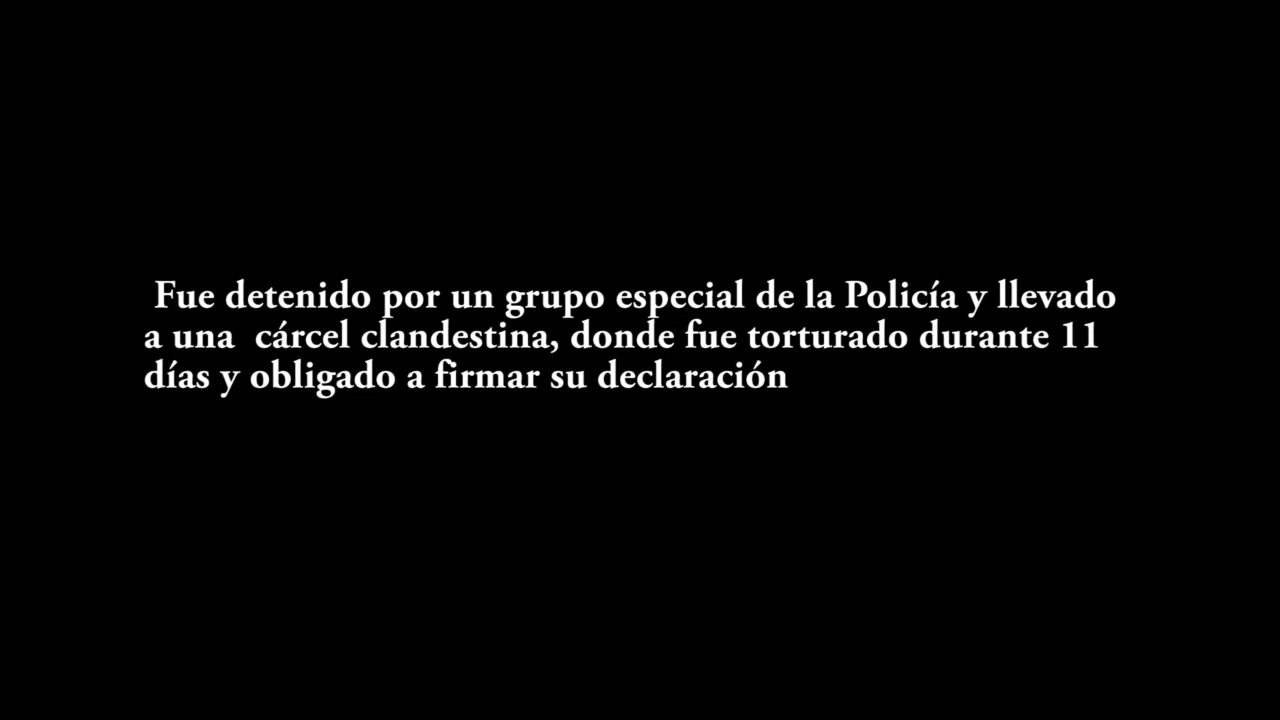 Fue detenido por un grupo especial de la Policía y llevado
a una  cárcel clandestina, donde fue torturado durante 11
días y obligado a firmar su declaración